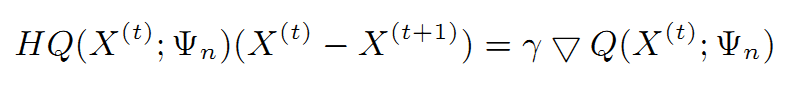 HQ(X^{(t)}; Ψ_n)(X^{(t)} − X^{(t+1)}) = γ ▽ Q(X^{(t)}; Ψ_n)